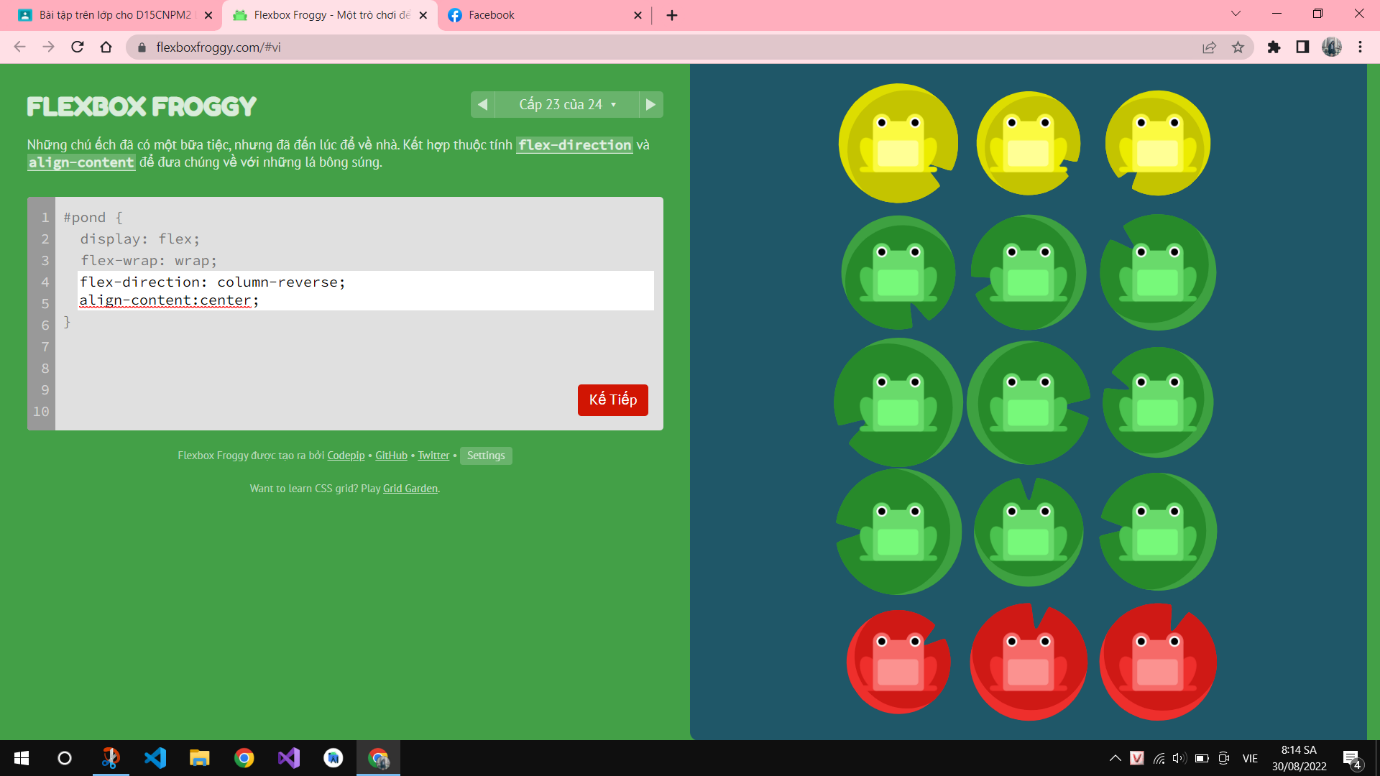 Bài tập trên lớp cho D15CNPM2
Flexbox Froggy - Một trò chơi để
Facebook
flexboxfroggy.com/#vi
FLEXBOX FROGGY
Cấp 23 của 24
Những chú ếch đã có một bữa tiệc, nhưng đã đến lúc để về nhà. Kết hợp thuộc tính flex-direction và
align-content để đưa chúng về với những lá bông súng.
1 #pond {
2 display: flex;
3 flex-wrap: wrap;
4 flex-direction: column-reverse;
5 align-content:center;
6 }
7
8
9
10
Kế Tiếp
Flexbox Froggy được tạo ra bởi Codepip • GitHub • Twitter • Settings
Want to learn CSS grid? Play Grid Garden.
VIE
8:14 SA
30/08/2022
4